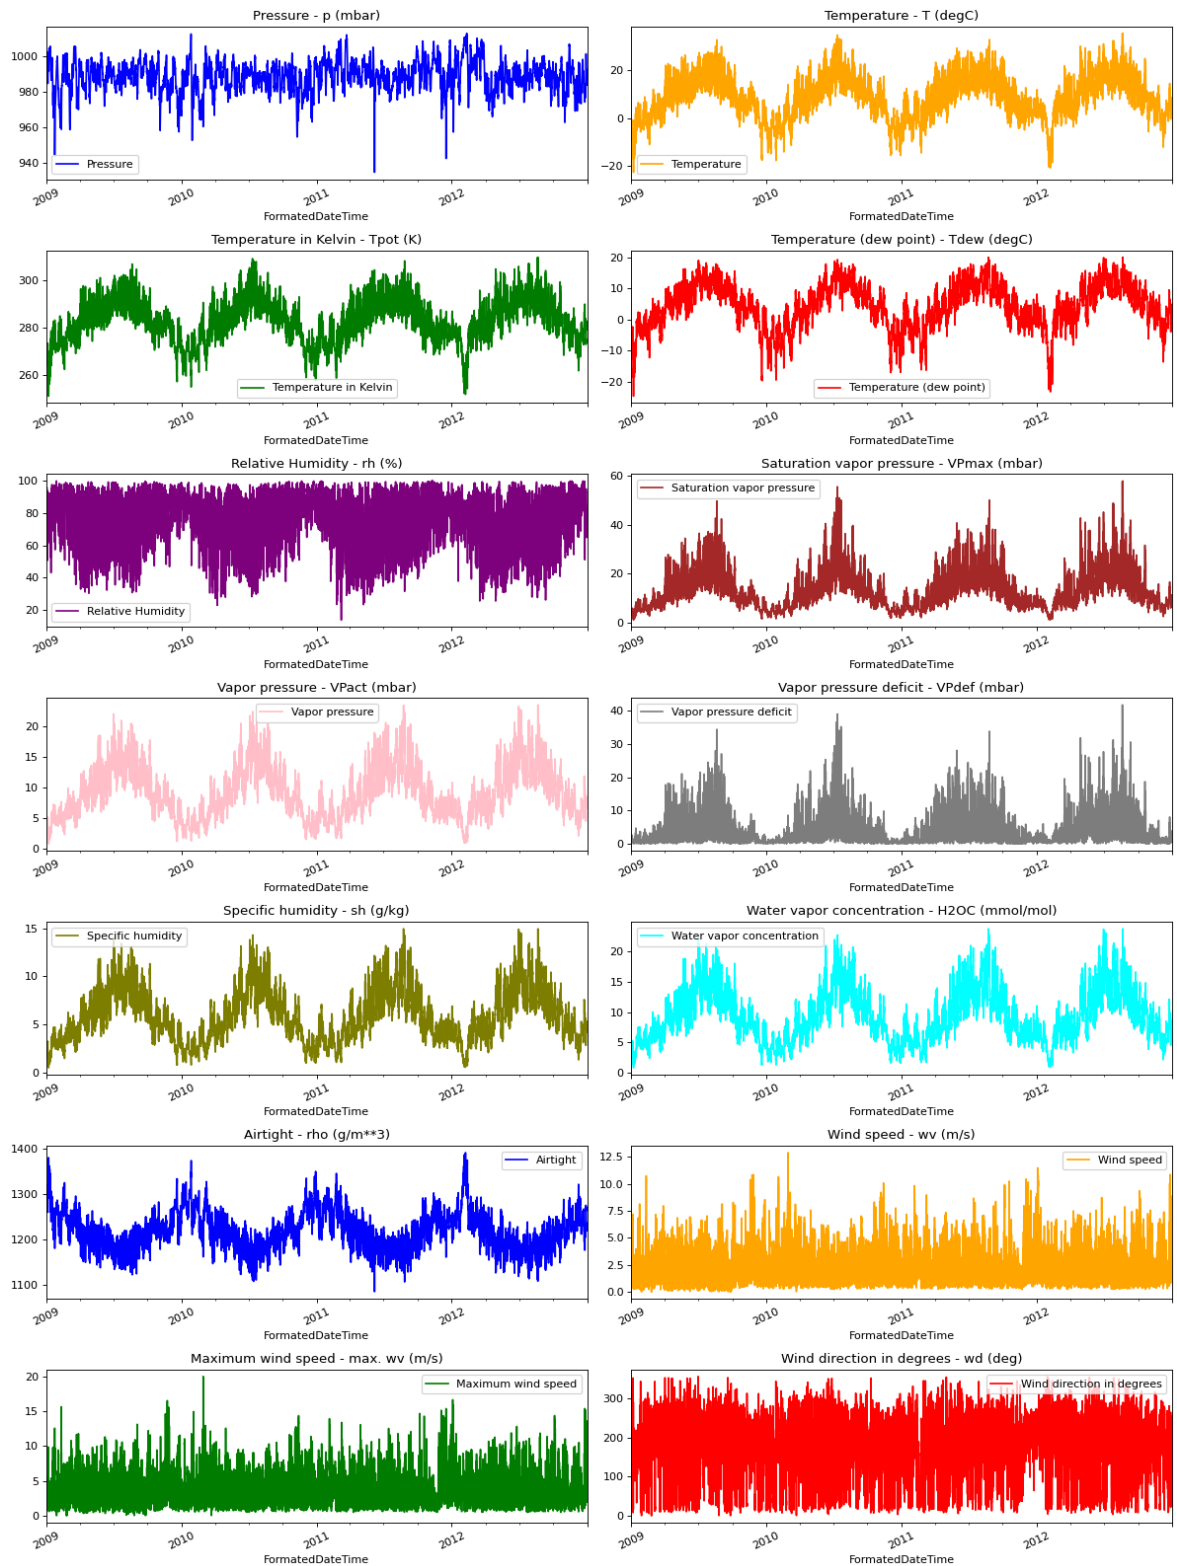 Pressure - p (mbar)
1000
980
960
940
Pressure
2009
2010
2011
2012
FormatedDateTime
Temperature - T (degC)
20
0
−20
Temperature
2009
2010
2011
2012
FormatedDateTime
Temperature in Kelvin - Tpot (K)
300
280
260
Temperature in Kelvin
2009
2010
2011
2012
FormatedDateTime
Temperature (dew point) - Tdew (degC)
20
10
0
−10
−20
Temperature (dew point)
2009
2010
2011
2012
FormatedDateTime
Relative Humidity - rh (%)
100
80
60
40
20
Relative Humidity
2009
2010
2011
2012
FormatedDateTime
Saturation vapor pressure - VPmax (mbar)
60
40
20
0
Saturation vapor pressure
2009
2010
2011
2012
FormatedDateTime
Vapor pressure - VPact (mbar)
20
15
10
5
0
Vapor pressure
2009
2010
2011
2012
FormatedDateTime
Vapor pressure deficit - VPdef (mbar)
40
30
20
10
0
Vapor pressure deficit
2009
2010
2011
2012
FormatedDateTime
Specific humidity - sh (g/kg)
15
10
5
0
Specific humidity
2009
2010
2011
2012
FormatedDateTime
Water vapor concentration - H2OC (mmol/mol)
20
15
10
5
0
Water vapor concentration
2009
2010
2011
2012
FormatedDateTime
Airtight - rho (g/m**3)
1400
1300
1200
1100
Airtight
2009
2010
2011
2012
FormatedDateTime
Wind speed - wv (m/s)
12.5
10.0
7.5
5.0
2.5
0.0
Wind speed
2009
2010
2011
2012
FormatedDateTime
Maximum wind speed - max. wv (m/s)
20
15
10
5
0
Maximum wind speed
2009
2010
2011
2012
FormatedDateTime
Wind direction in degrees - wd (deg)
300
200
100
0
Wind direction in degrees
2009
2010
2011
2012
FormatedDateTime